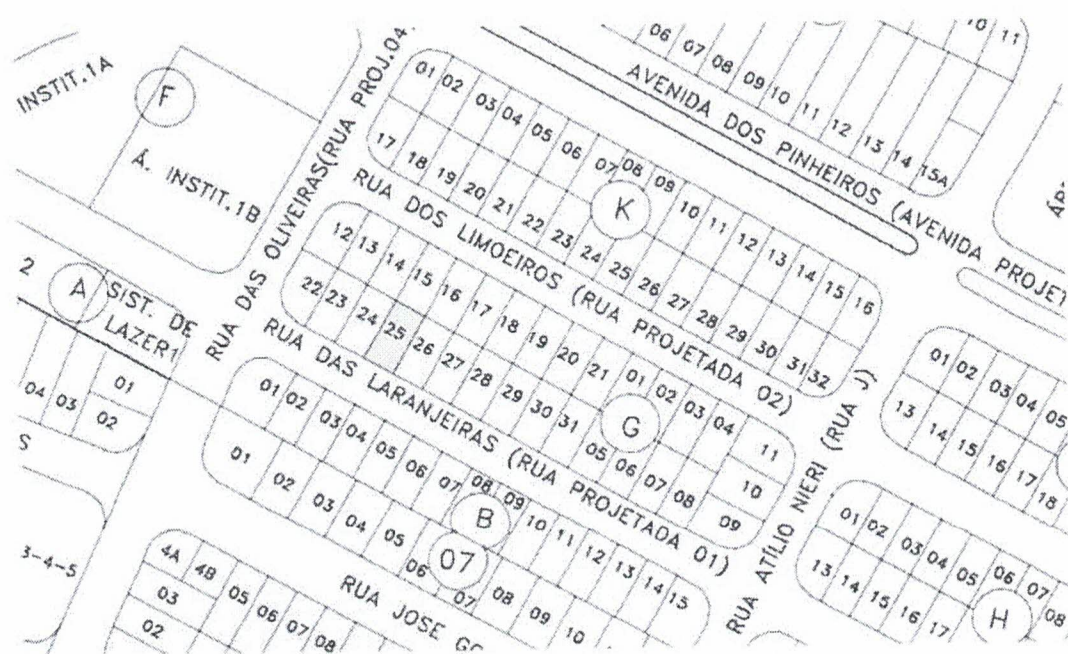 INSTIT.1A
F
Á. INSTIT.1B
RUA DAS OLIVEIRAS(RUA PROJ.04
2
A
SIST. DE
LAZER1
01
04 03 02
S
3-4-5
06 07 08 09 10 11 12 13 14 15A
10 11
AVENIDA DOS PINHEIROS (AVENIDA PROJET
01 02 03 04 05 06 07 08 09 10 11 12 13 14 15 16
K
17 18 19 20 21 22 23 24 25 26 27 28 29 30 31 32
RUA DOS LIMOEIROS (RUA PROJETADA 02)
12 13 14 15 16 17 18 19 20 21 01 02 03 04 11
G
10
22 23 24 25 26 27 28 29 30 31 05 06 07 08 09
RUA DAS LARANJEIRAS (RUA PROJETADA 01)
01 02 03 04 05 06 07 08 09 10 11 12 13 14 15
B
07
01 02 03 04 05 06 07 08 09 10
RUA JOSE GO
4A 4B 05 06 07 08
03
02
RUA ATÍLIO NIERI (RUA J)
01 02 03 04 05
13 14 15 16 17 18
01 02 03 04 05 06 07 08
13 14 15 16 17
H